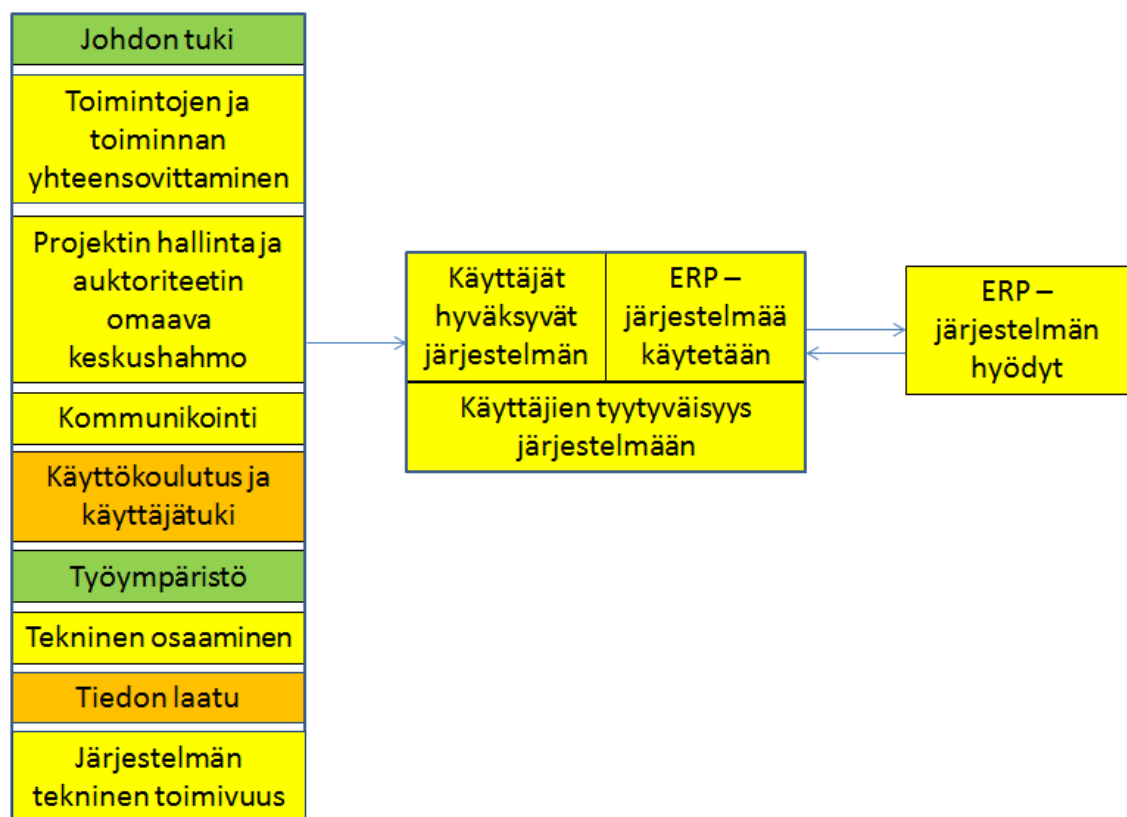 Johdon tuki
Toimintojen ja
toiminnan
yhteensovittaminen
Projektin hallinta ja
auktoriteetin
omaava
keskushahmo
Kommunikointi
Käyttökoulutus ja
käyttäjätuki
Työympäristö
Tekninen osaaminen
Tiedon laatu
Järjestelmän
tekninen toimivuus
Käyttäjät
hyväksyvät
järjestelmän
ERP –
järjestelmää
käytetään
Käyttäjien tyytyväisyys
järjestelmään
ERP –
järjestelmän
hyödyt